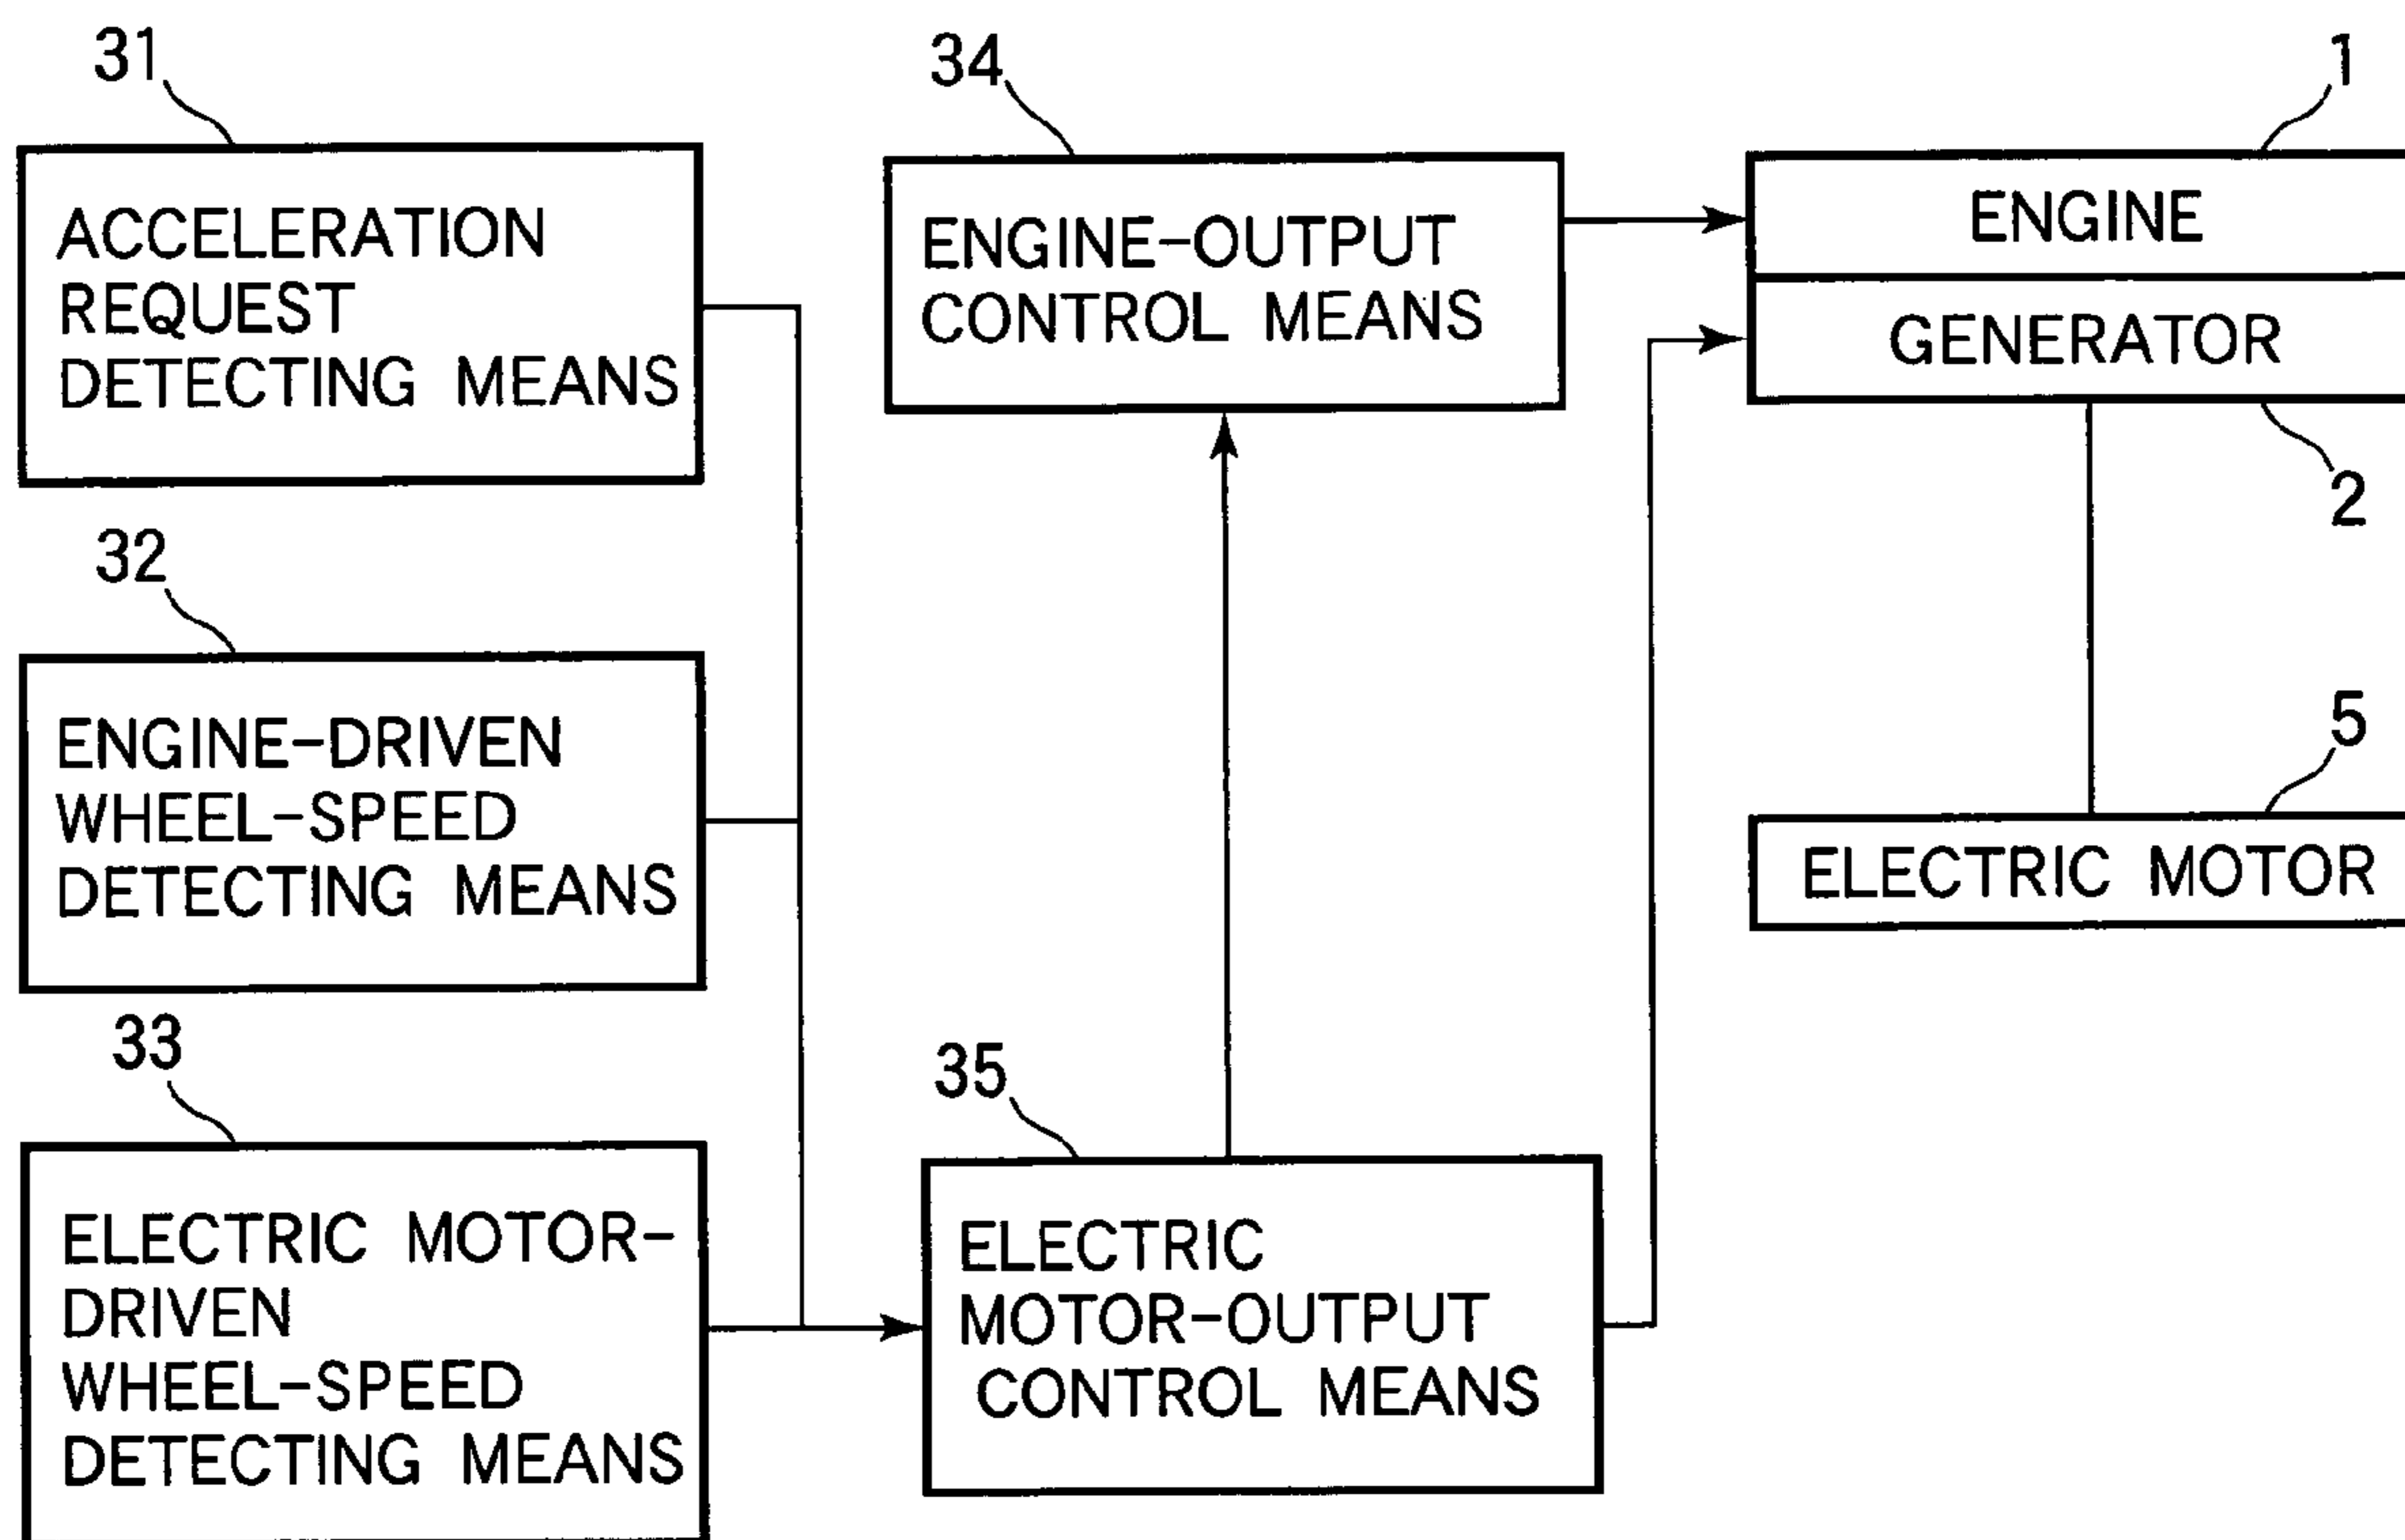 31
ACCELERATION
REQUEST
DETECTING MEANS
32
ENGINE-DRIVEN
WHEEL-SPEED
DETECTING MEANS
33
ELECTRIC MOTOR-
DRIVEN
WHEEL-SPEED
DETECTING MEANS
34
ENGINE-OUTPUT
CONTROL MEANS
35
ELECTRIC
MOTOR-OUTPUT
CONTROL MEANS
1
ENGINE
GENERATOR
2
5
ELECTRIC MOTOR